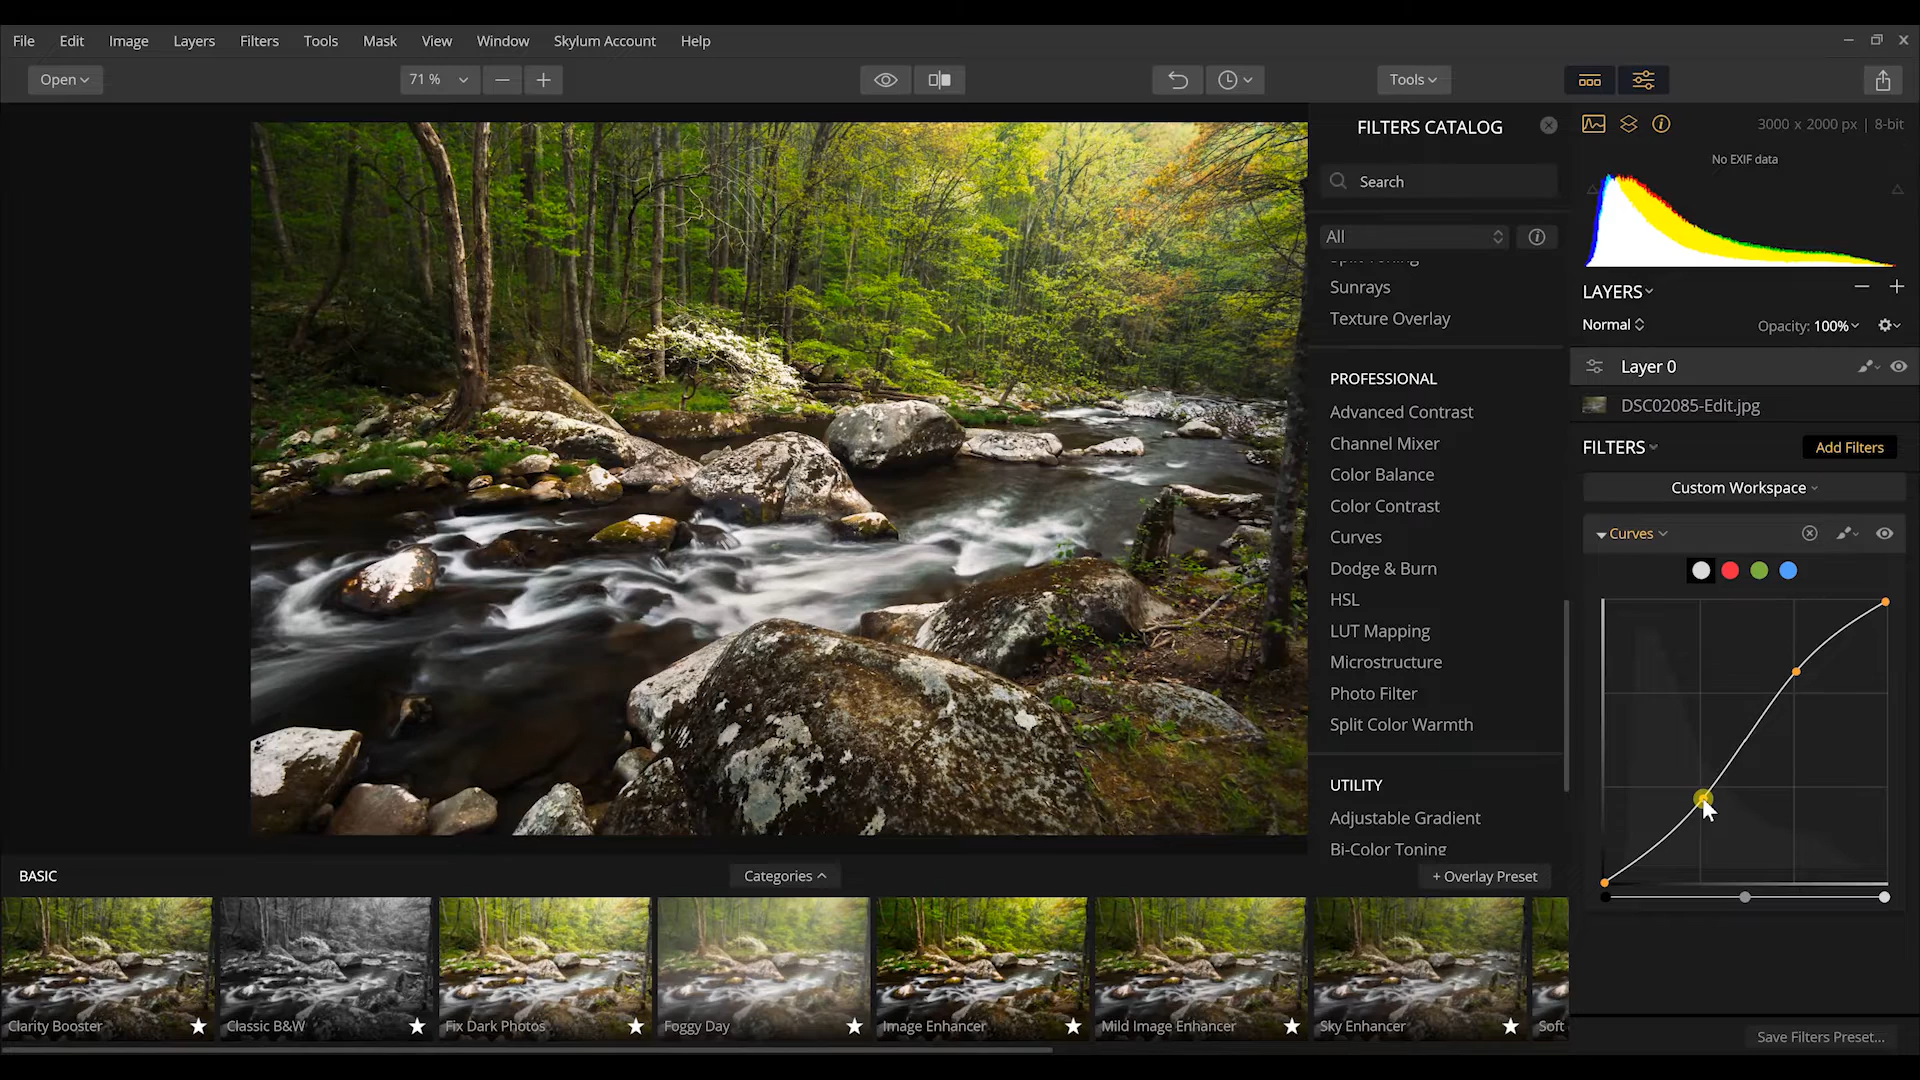 File Edit Image Layers Filters Tools Mask View Window Skylum Account Help
Open 71 % Tools
FILTERS CATALOG
Search
All
Split Toning
Sunrays
Texture Overlay
PROFESSIONAL
Advanced Contrast
Channel Mixer
Color Balance
Color Contrast
Curves
Dodge & Burn
HSL
LUT Mapping
Microstructure
Photo Filter
Split Color Warmth
UTILITY
Adjustable Gradient
Bi-Color Toning
3000 x 2000 px | 8-bit
No EXIF data
LAYERS
Normal Opacity: 100%
Layer 0
DSC02085-Edit.jpg
FILTERS Add Filters
Custom Workspace
Curves
BASIC Categories + Overlay Preset
Clarity Booster Classic B&W Fix Dark Photos Foggy Day Image Enhancer Mild Image Enhancer Sky Enhancer Soft
Save Filters Preset...